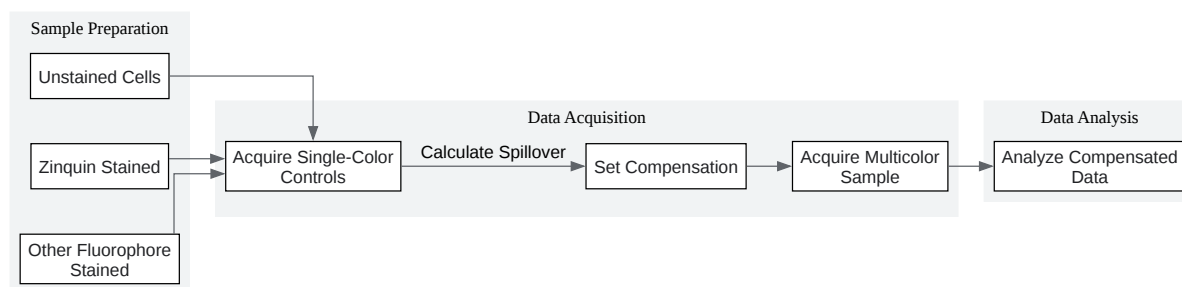 Sample Preparation
Unstained Cells
Zinquin Stained
Other Fluorophore
Stained
Data Acquisition
Acquire Single-Color
Controls
Calculate Spillover
Set Compensation
Acquire Multicolor
Sample
Data Analysis
Analyze Compensated
Data